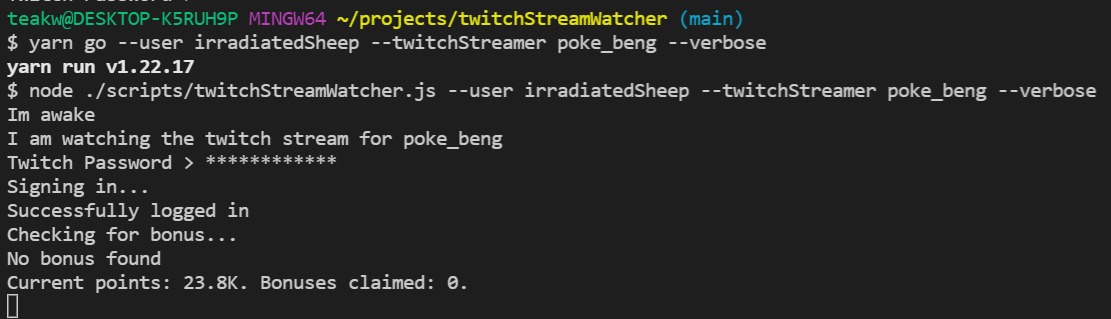 teakw@DESKTOP-K5RUH9P MINGW64 ~/projects/twitchStreamWatcher (main)
$ yarn go --user irradiatedSheep --twitchStreamer poke_beng --verbose
yarn run v1.22.17
$ node ./scripts/twitchStreamWatcher.js --user irradiatedSheep --twitchStreamer poke_beng --verbose
Im awake
I am watching the twitch stream for poke_beng
Twitch Password > ************
Signing in...
Successfully logged in
Checking for bonus...
No bonus found
Current points: 23.8K. Bonuses claimed: 0.